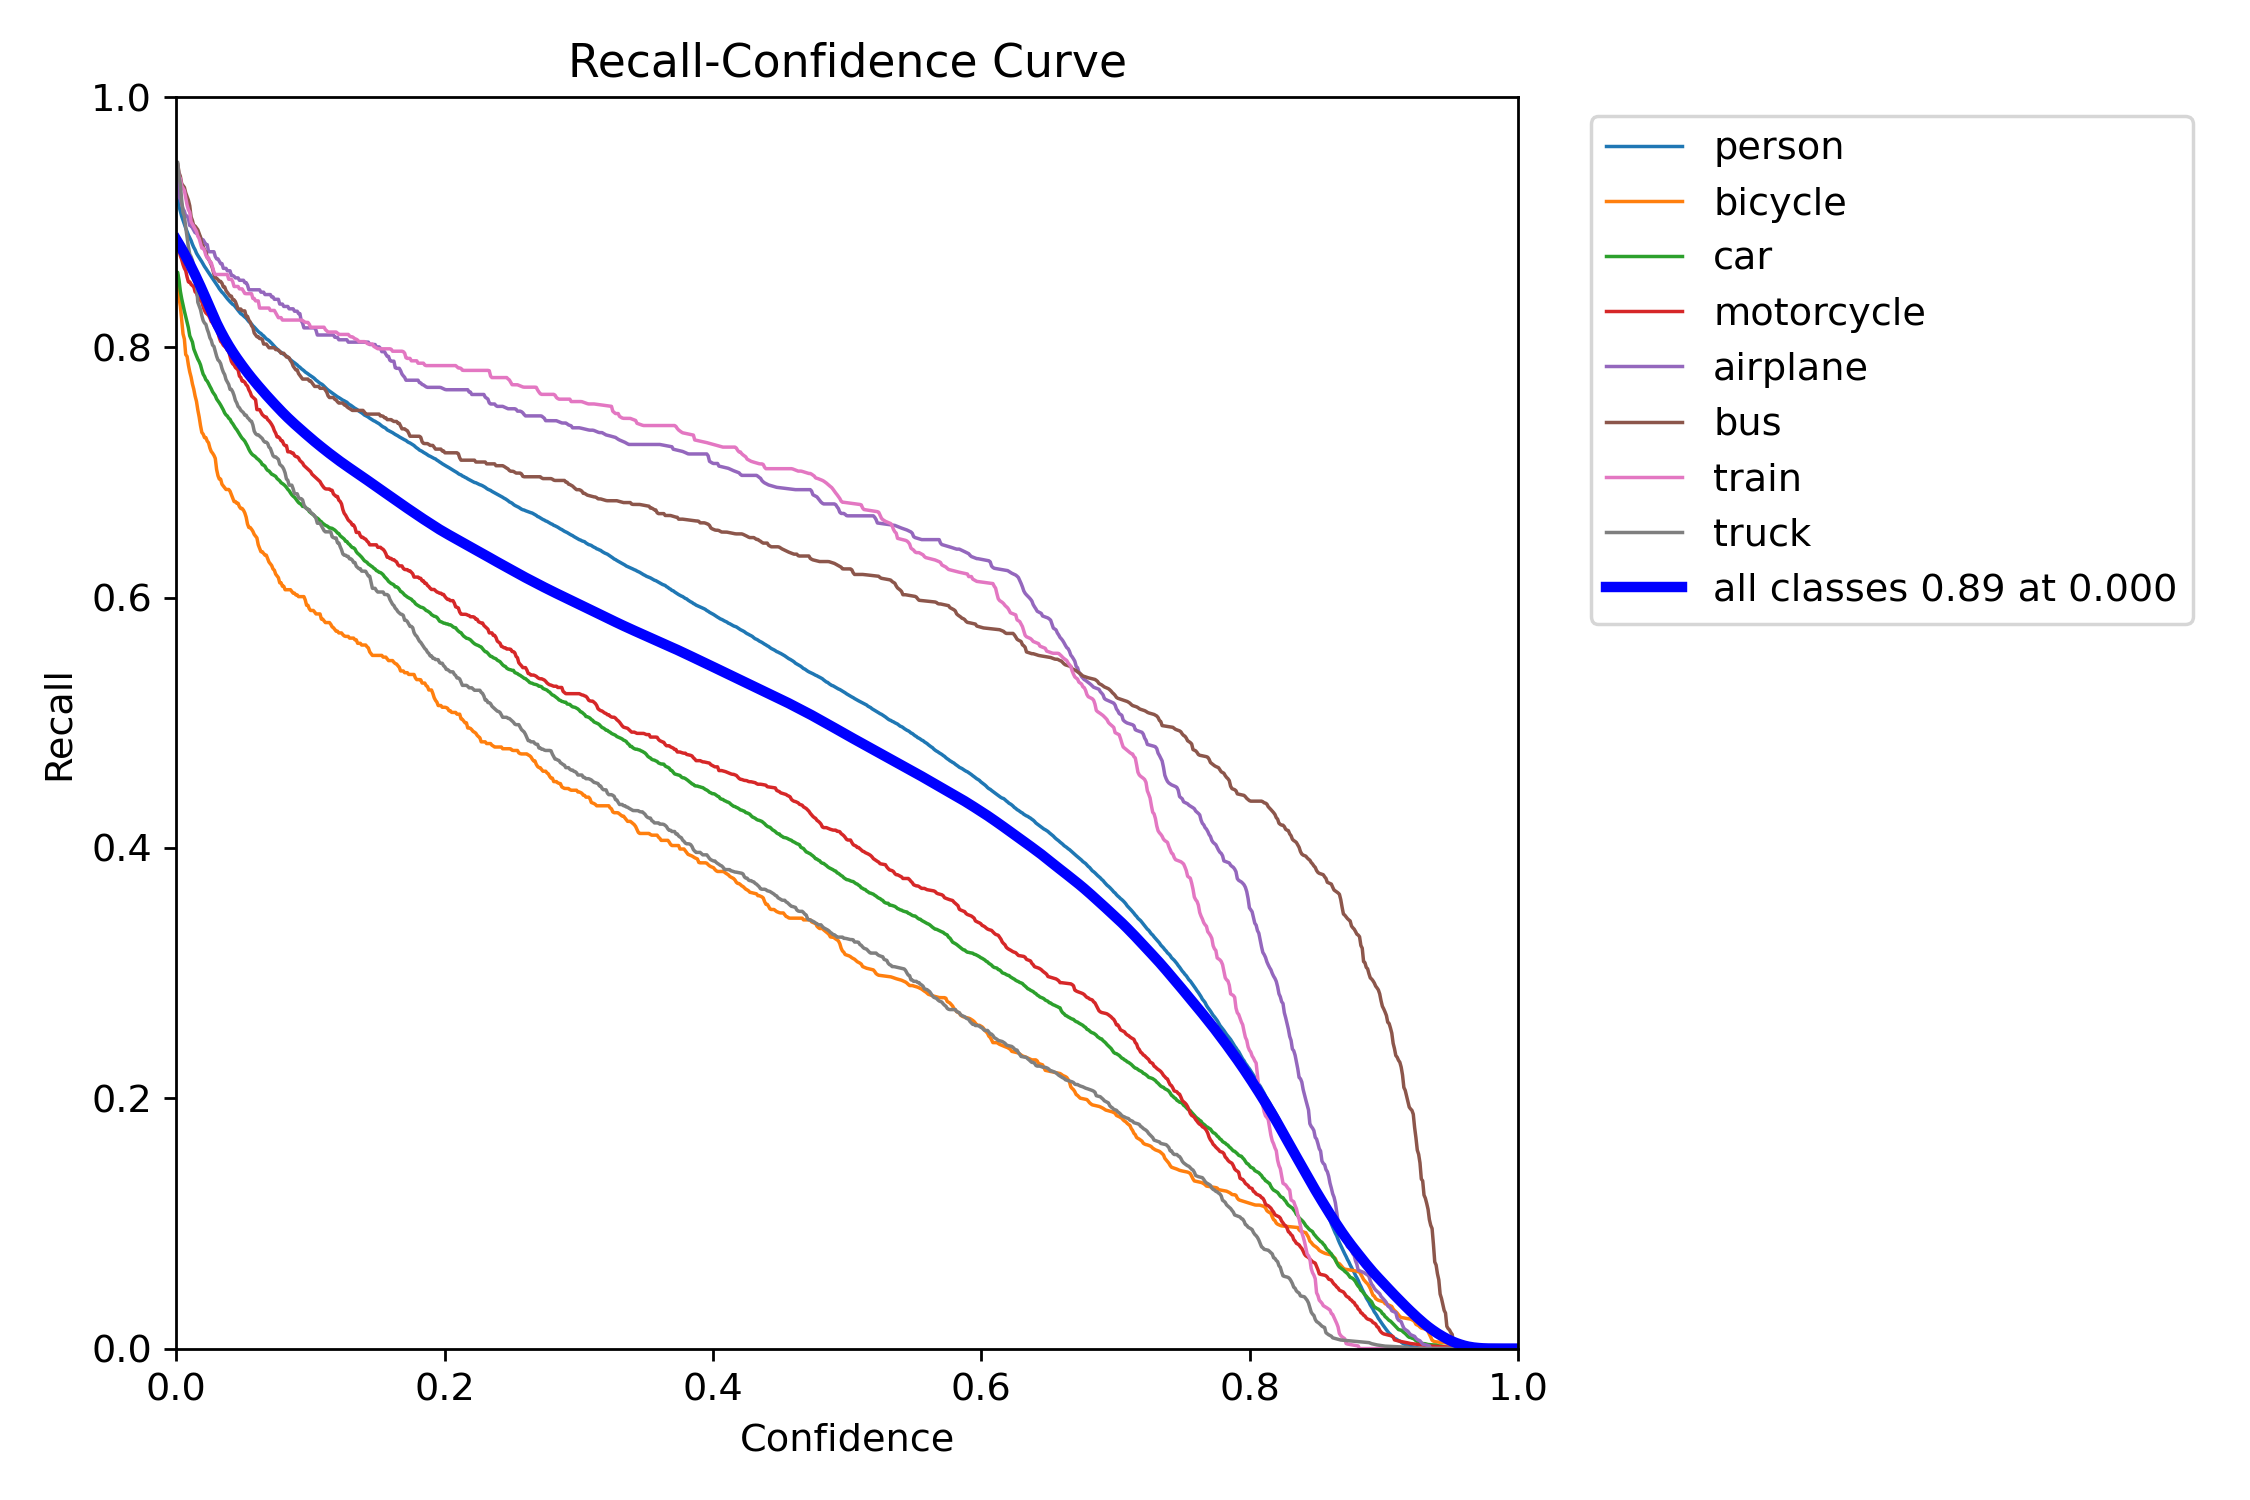 Recall-Confidence Curve
1.0
0.8
0.6
0.4
0.2
0.0
Recall
0.0 0.2 0.4 0.6 0.8 1.0
Confidence
person
bicycle
car
motorcycle
airplane
bus
train
truck
all classes 0.89 at 0.000